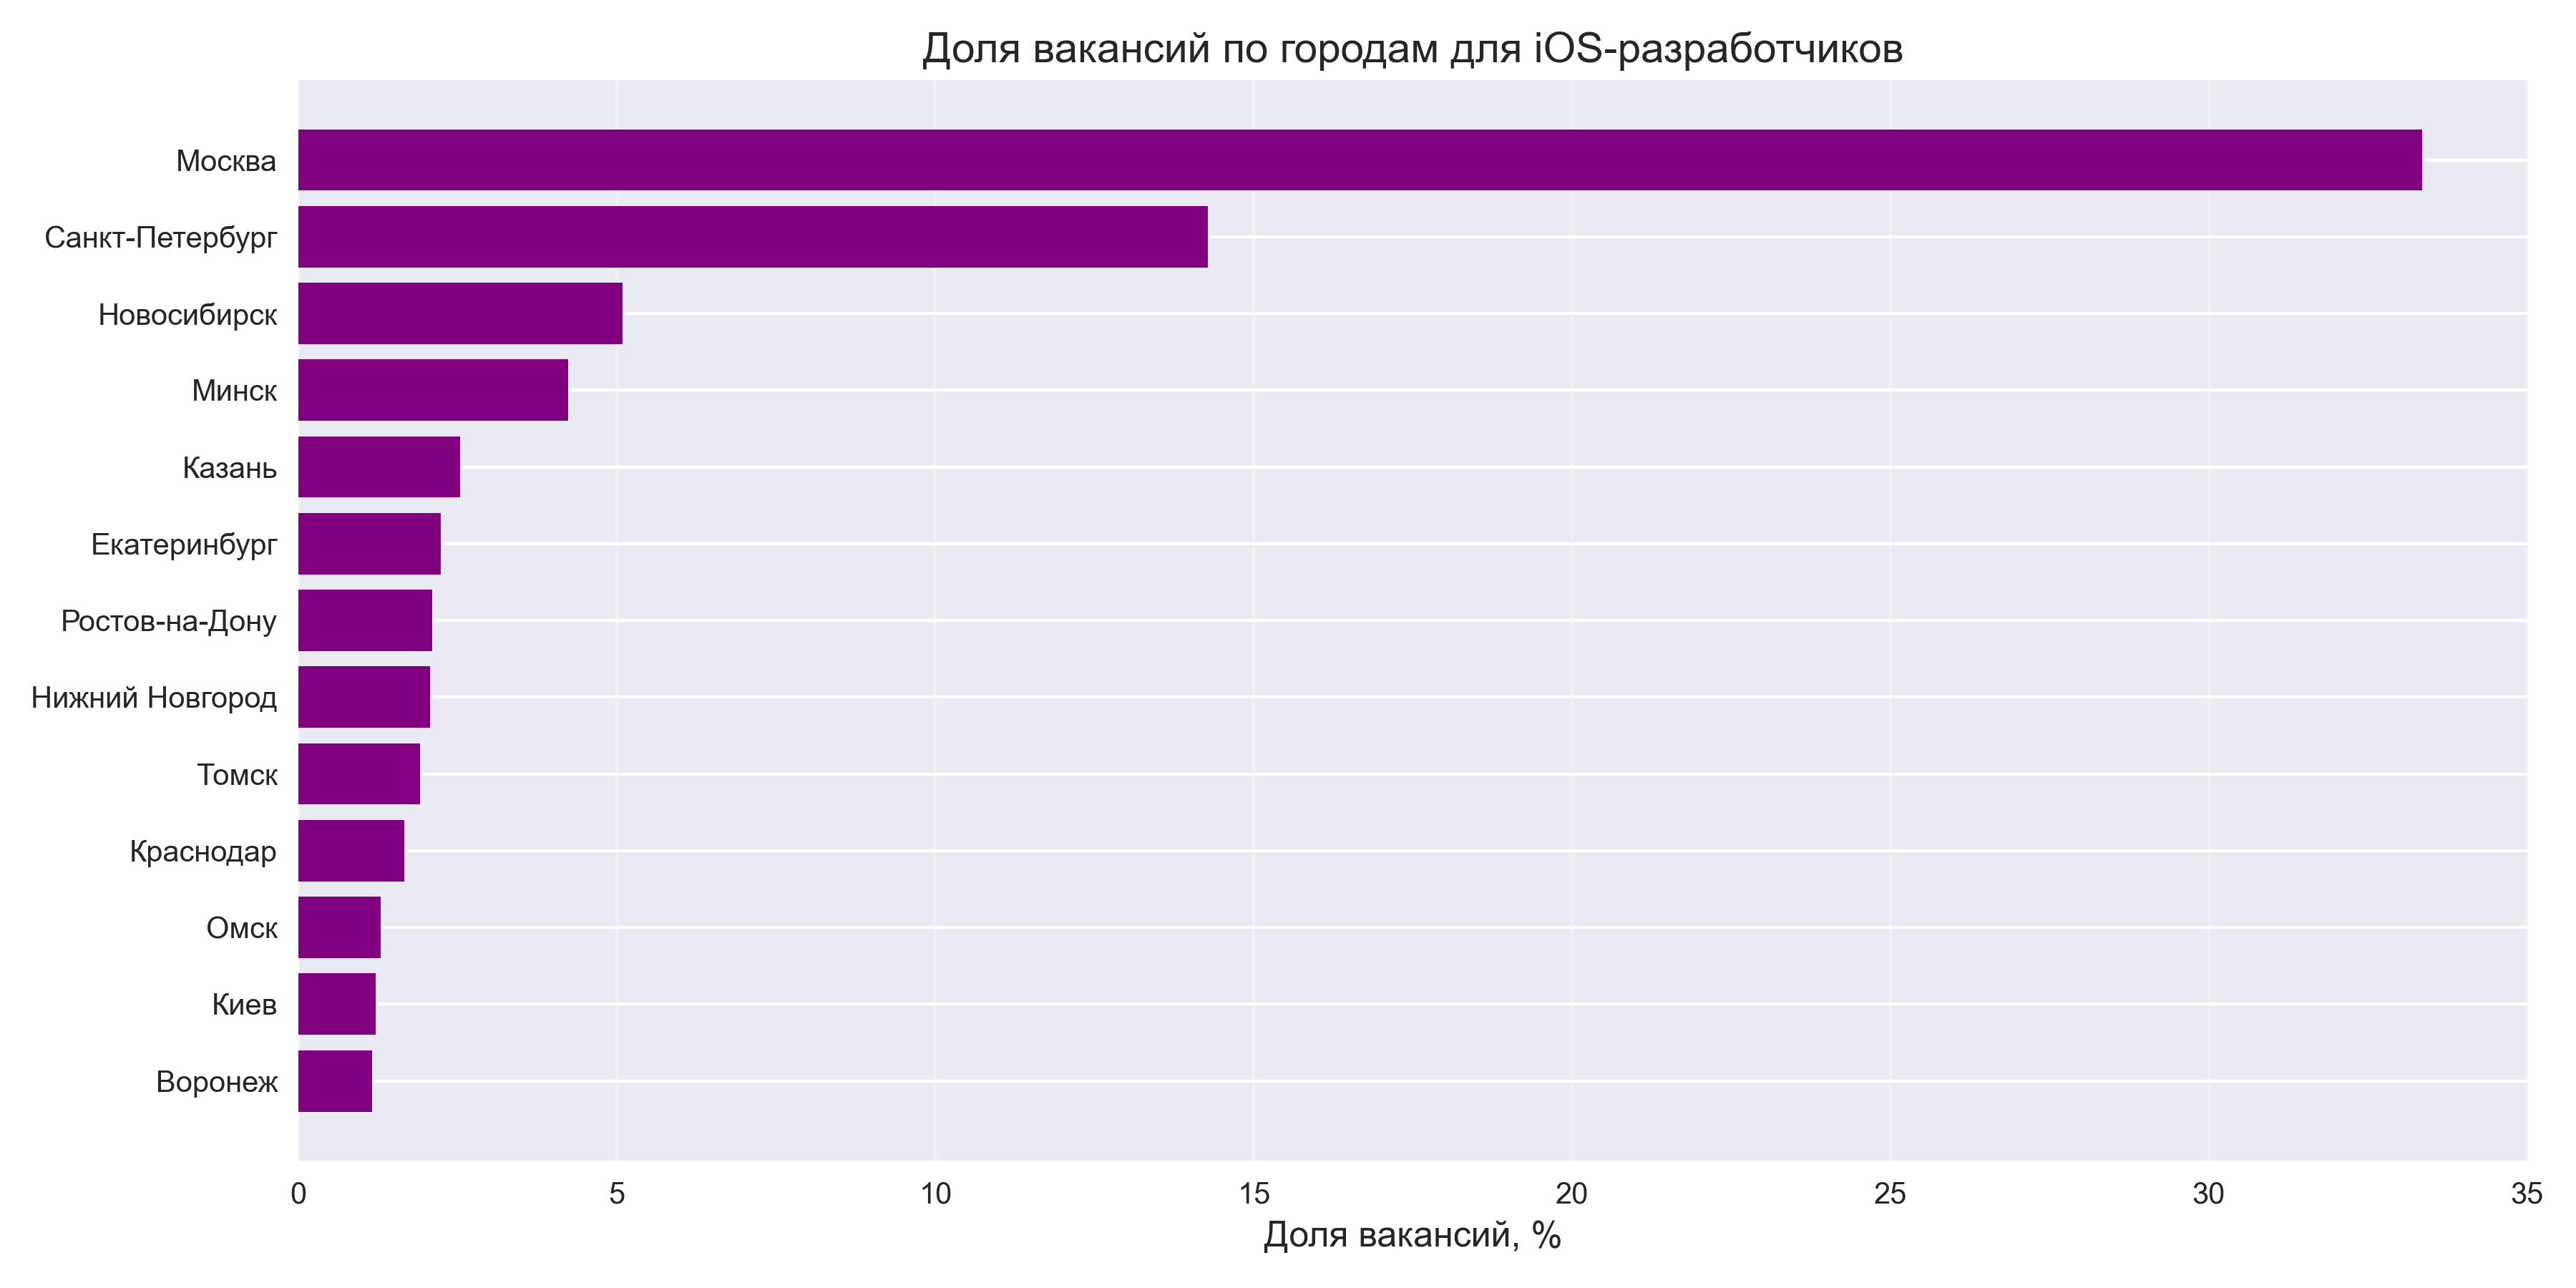 Доля вакансий по городам для iOS-разработчиков
Москва
Санкт-Петербург
Новосибирск
Минск
Казань
Екатеринбург
Ростов-на-Дону
Нижний Новгород
Томск
Краснодар
Омск
Киев
Воронеж
0 5 10 15 20 25 30 35
Доля вакансий, %